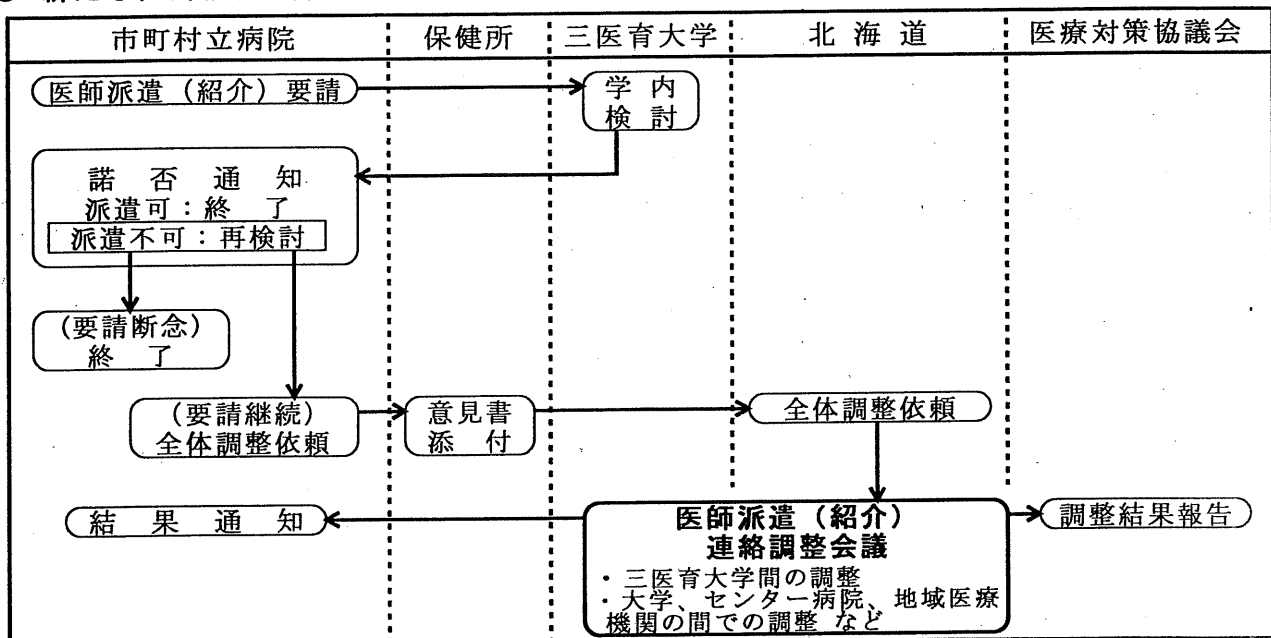 市町村立病院 保健所 三医育大学 北海道 医療対策協議会
医師派遣（紹介）要請
学内
検討
諾否通知
派遣可：終了
派遣不可：再検討
（要請断念）
終了
（要請継続）
全体調整依頼
意見書
添付
全体調整依頼
結果通知
医師派遣（紹介）
連絡調整会議
・三医育大学間の調整
・大学、センター病院、地域医療
機関の間での調整 など
調整結果報告